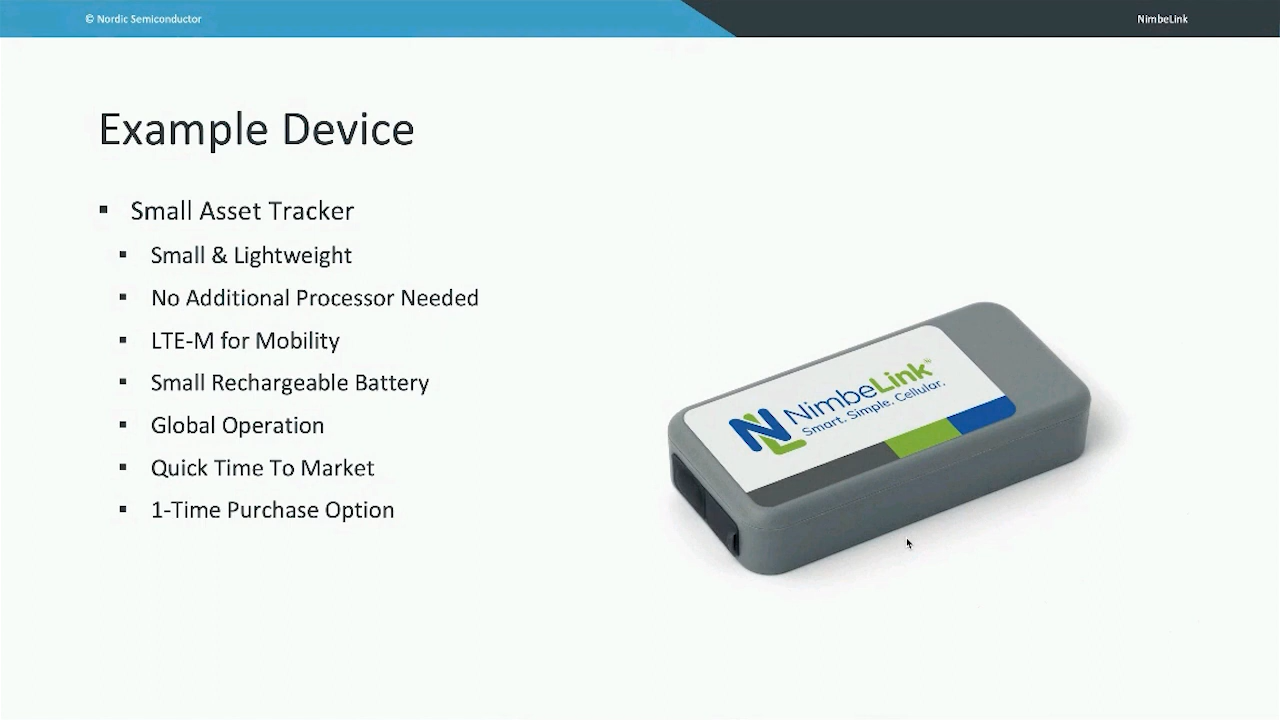 © Nordic Semiconductor
NimbeLink
Example Device
Small Asset Tracker
Small & Lightweight
No Additional Processor Needed
LTE-M for Mobility
Small Rechargeable Battery
Global Operation
Quick Time To Market
1-Time Purchase Option
NL NimbeLink®
Smart. Simple. Cellular.